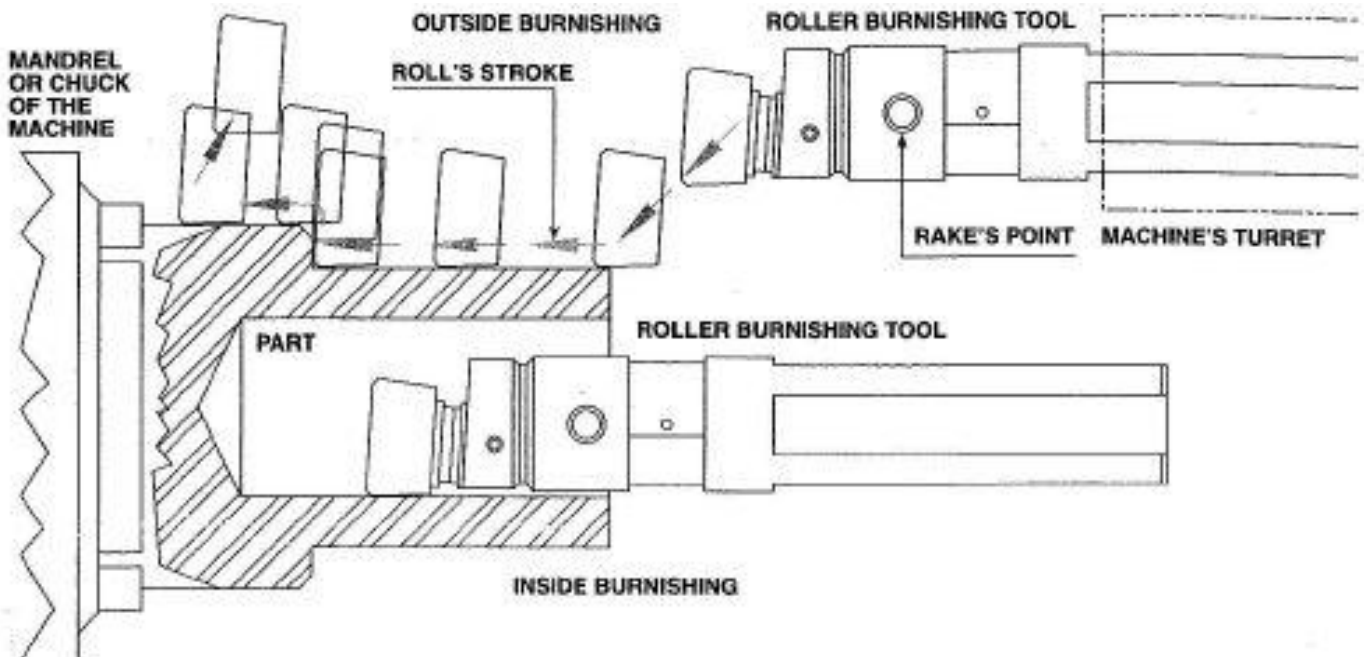 OUTSIDE BURNISHING
ROLLER BURNISHING TOOL
MANDREL
OR CHUCK
OF THE
MACHINE
ROLL'S STROKE
RAKE'S POINT
MACHINE'S TURRET
PART
ROLLER BURNISHING TOOL
INSIDE BURNISHING